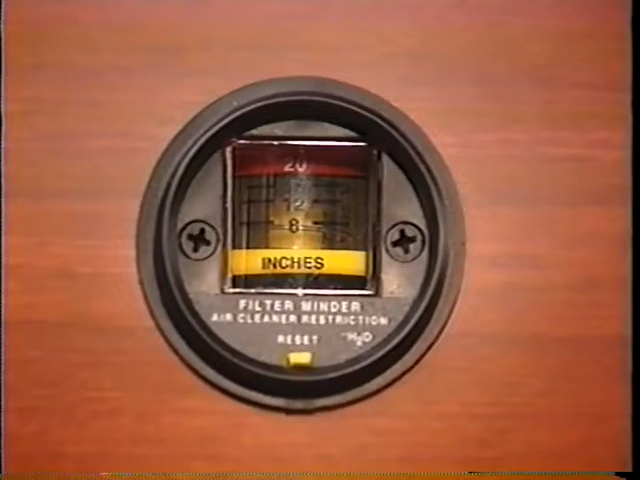 20
12
8
INCHES
FILTER MINDER
AIR CLEANER RESTRICTION
RESET
"H2O